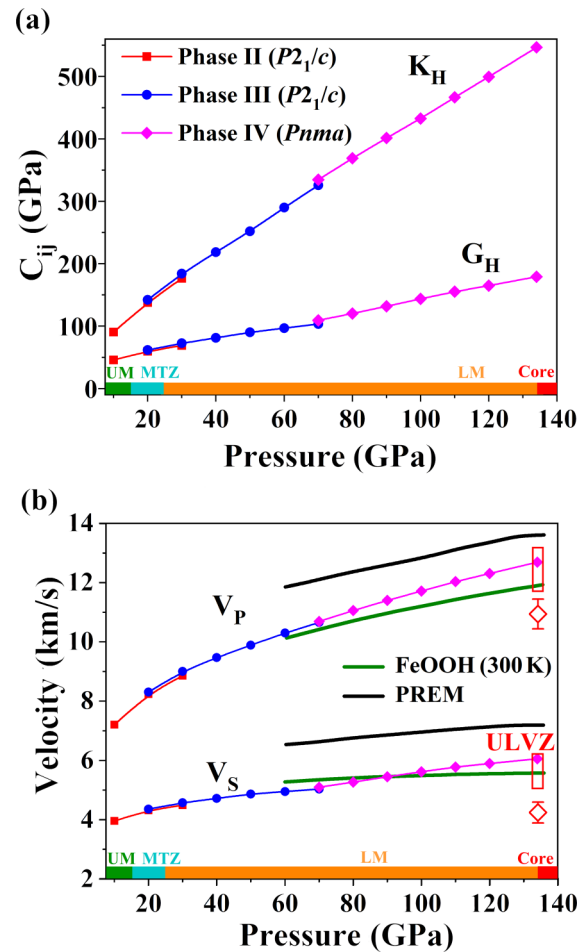 (a)
Phase II (P2₁/c)
Phase III (P2₁/c)
Phase IV (Pnma)
K_H
G_H
C_ij (GPa)
500
400
300
200
100
0
UM MTZ LM Core
20 40 60 80 100 120 140
Pressure (GPa)
(b)
14
12
10
8
6
4
2
Velocity (km/s)
V_P
FeOOH (300 K)
PREM
ULVZ
V_S
UM MTZ LM Core
20 40 60 80 100 120 140
Pressure (GPa)